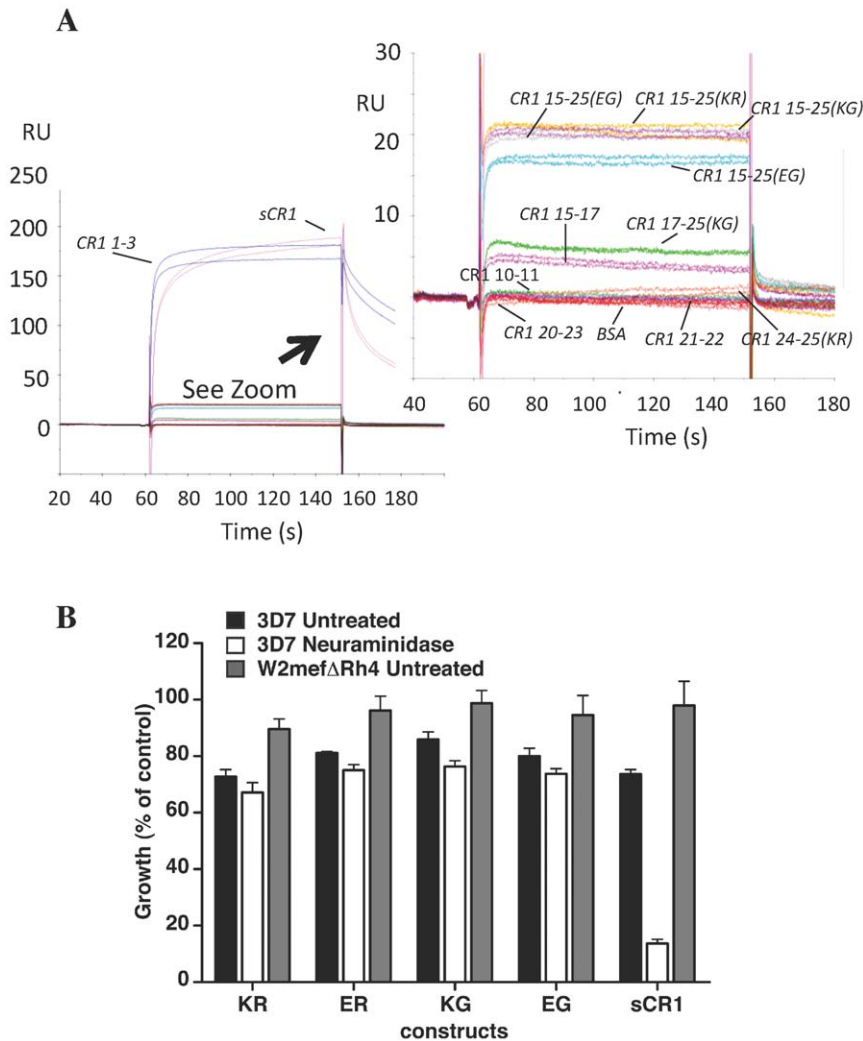 A
RU
250
200
150
100
50
0
CR1 1-3
sCR1
See Zoom
20 40 60 80 100 120 140 160 180
Time (s)
RU
30
20
10
CR1 15-25(EG)
CR1 15-25(KR)
CR1 15-25(KG)
CR1 15-25(EG)
CR1 15-17
CR1 17-25(KG)
CR1 10-11
CR1 20-23
BSA
CR1 21-22
CR1 24-25(KR)
40 60 80 100 120 140 160 180
Time (s)
B
3D7 Untreated
3D7 Neuraminidase
W2mefΔRh4 Untreated
Growth (% of control)
120
100
80
60
40
20
0
KR ER KG EG sCR1
constructs